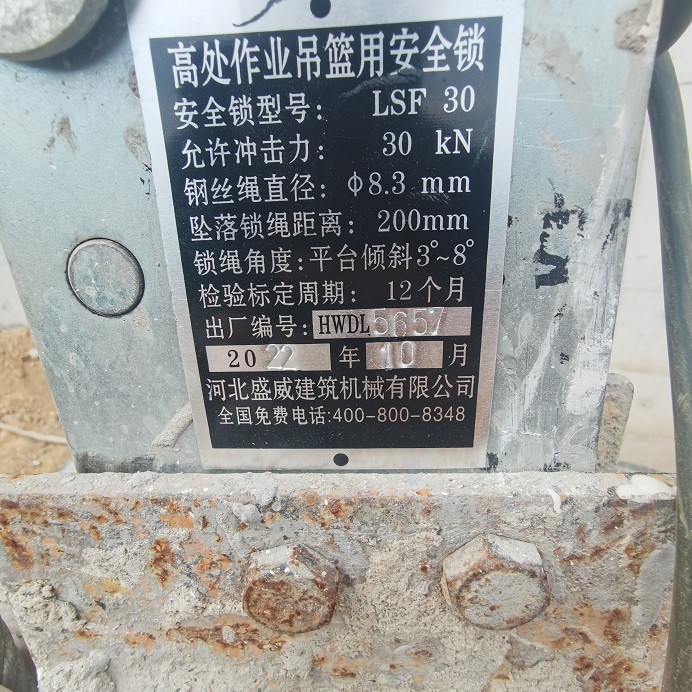 高处作业吊篮用安全锁
安全锁型号: LSF 30
允许冲击力: 30 kN
钢丝绳直径: φ8.3 mm
坠落锁绳距离: 200mm
锁绳角度:平台倾斜3°~8°
检验标定周期: 12个月
出厂编号: HWDL5657
2022 年 10 月
河北盛威建筑机械有限公司
全国免费电话:400-800-8348